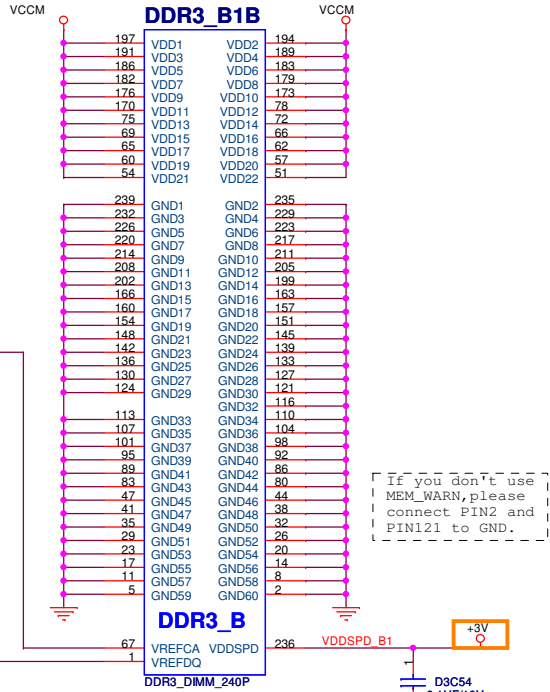 VCCM DDR3_B1B VCCM
197 VDD1 VDD2 194
191 VDD3 VDD4 189
186 VDD5 VDD6 183
182 VDD7 VDD8 179
176 VDD9 VDD10 173
170 VDD11 VDD12 78
75 VDD13 VDD14 72
69 VDD15 VDD16 66
65 VDD17 VDD18 62
60 VDD19 VDD20 57
54 VDD21 VDD22 51
239 GND1 GND2 235
232 GND3 GND4 229
226 GND5 GND6 223
220 GND7 GND8 217
214 GND9 GND10 211
208 GND11 GND12 205
202 GND13 GND14 199
166 GND15 GND16 163
160 GND17 GND18 157
154 GND19 GND20 151
148 GND21 GND22 145
142 GND23 GND24 139
136 GND25 GND26 133
130 GND27 GND28 127
124 GND29 GND30 121
GND32 116
113 GND33 GND34 110
107 GND35 GND36 104
101 GND37 GND38 98
95 GND39 GND40 92
89 GND41 GND42 86
83 GND43 GND44 80
47 GND45 GND46 44
41 GND47 GND48 38
35 GND49 GND50 32
29 GND51 GND52 26
23 GND53 GND54 20
17 GND55 GND56 14
11 GND57 GND58 8
5 GND59 GND60 2
If you don't use
MEM_WARN,please
connect PIN2 and
PIN121 to GND.
DDR3_B
+3V
67 VREFCA VDDSPD 236 VDDSPD_B1
1 VREFDQ
1
DDR3_DIMM_240P
D3C54